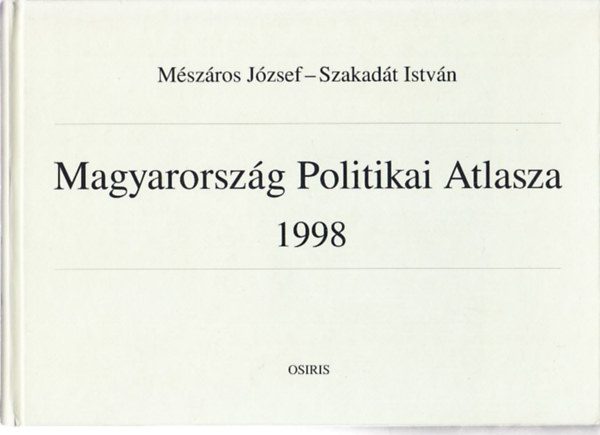 Mészáros József – Szakadát István
Magyarország Politikai Atlasza
1998
OSIRIS